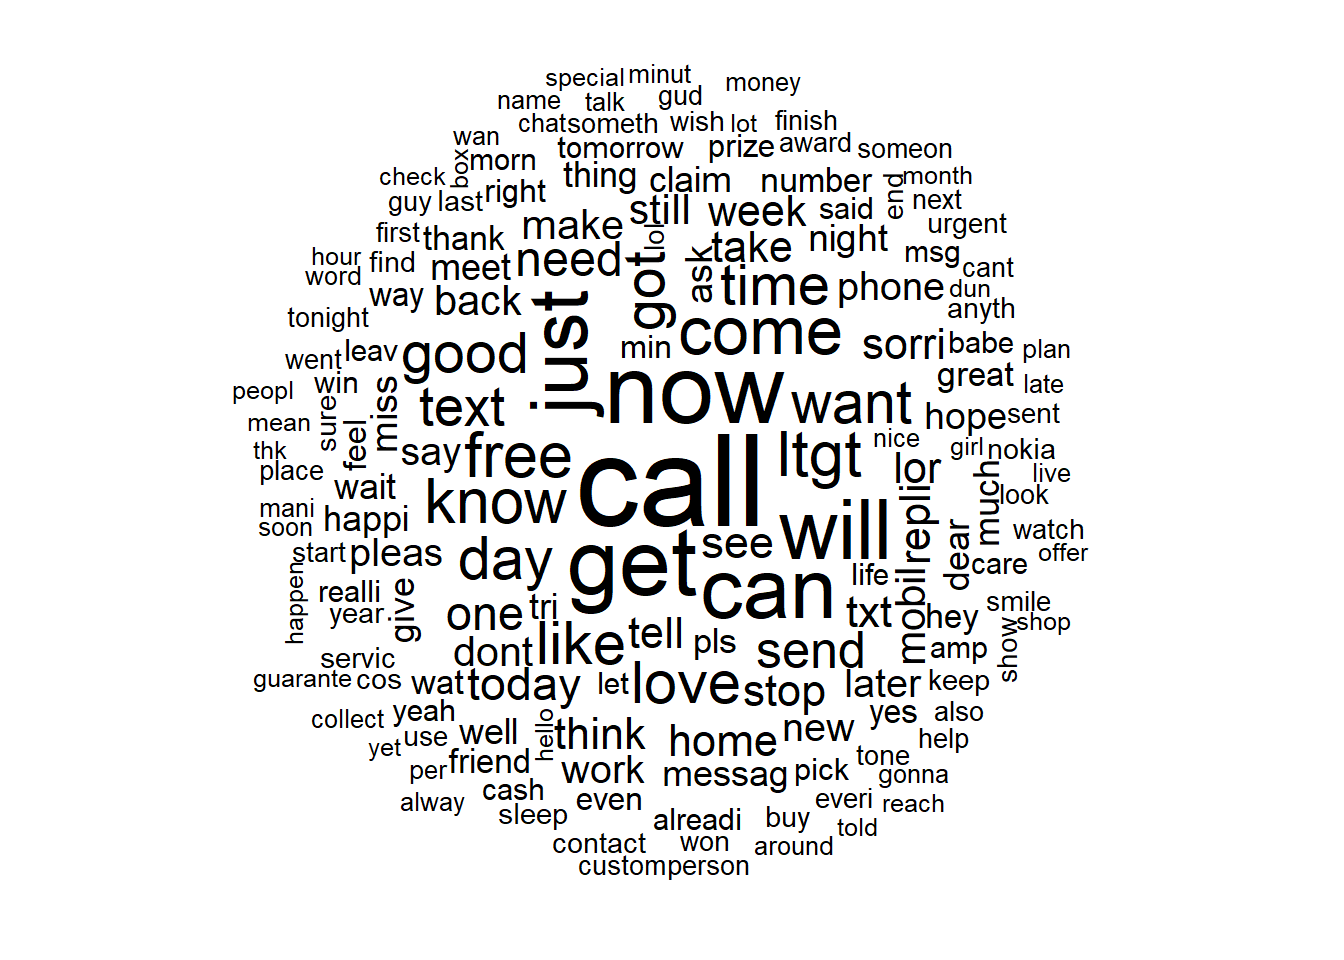 special minut money
name talk gud
chat someth wish lot finish
wan
box morn tomorrow prize award someon
check thing claim number end month
guy last right still week said next
first thank make lol take night urgent
hour find meet need got ask msg cant
word way back just time phone dun
tonight anyth
went leav good min come sorri babe plan
peopl win miss now great late
mean sure feel text want hope sent
thk say free call ltgt nice girl nokia
place wait lor live
mani happi know will repli much look
soon watch
start pleas day get see dear care offer
happen realli can life mobil
year give one tri txt hey smile
show shop
servic dont like tell pls send amp
guarante cos wat today let love stop later keep
collect yeah hello new yes also
yet use well think home help
per friend work messag pick tone gonna
alway cash even everi reach
sleep alreadi buy told
contact won around
custom person